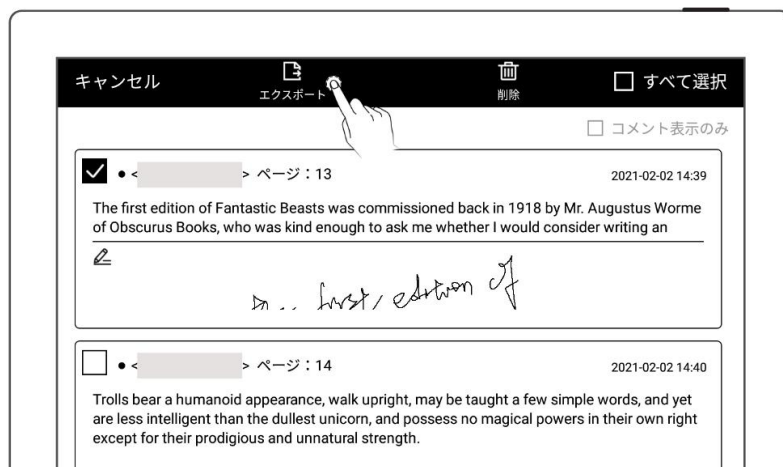 キャンセル
エクスポート
削除
すべて選択
コメント表示のみ
● < > ページ：13
2021-02-02 14:39
The first edition of Fantastic Beasts was commissioned back in 1918 by Mr. Augustus Worme
of Obscurus Books, who was kind enough to ask me whether I would consider writing an
first, edition of
● < > ページ：14
2021-02-02 14:40
Trolls bear a humanoid appearance, walk upright, may be taught a few simple words, and yet
are less intelligent than the dullest unicorn, and possess no magical powers in their own right
except for their prodigious and unnatural strength.